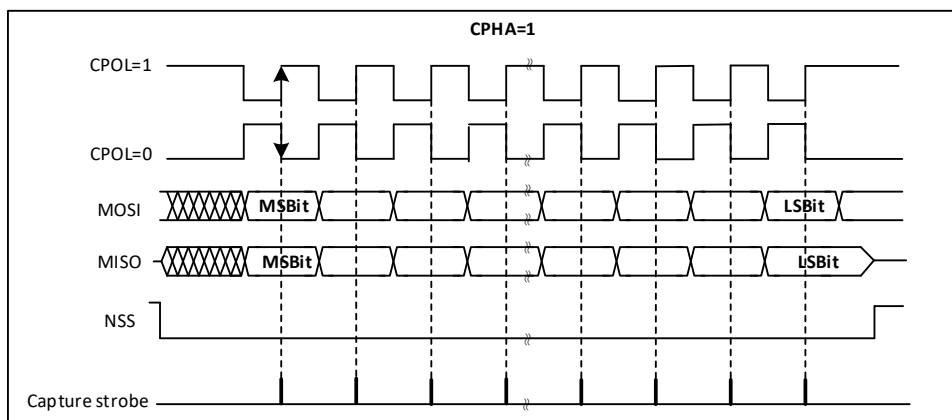 CPHA=1
CPOL=1
CPOL=0
MOSI MSBit LSBit
MISO MSBit LSBit
NSS
Capture strobe